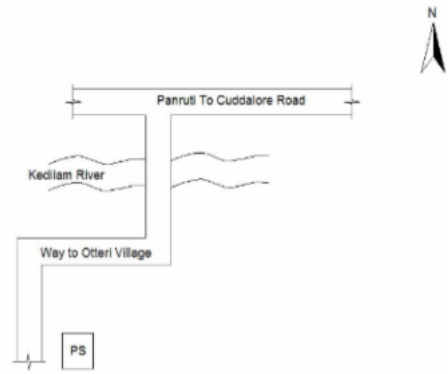 N
Panruti To Cuddalore Road
Kedilam River
Way to Otteri Village
PS